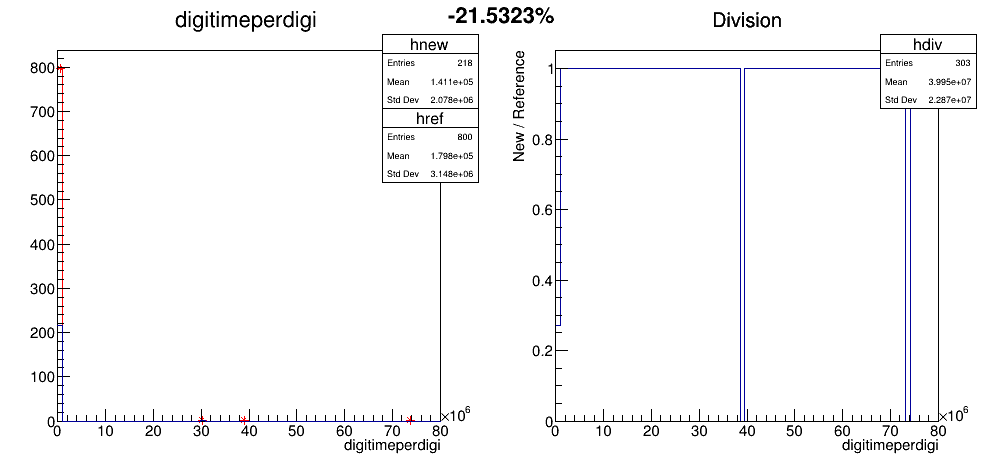 -21.5323%
digitimeperdigi
hnew
Entries 218
Mean 1.411e+05
Std Dev 2.078e+06
href
Entries 800
Mean 1.798e+05
Std Dev 3.148e+06
800
700
600
500
400
300
200
100
0
0 10 20 30 40 50 60 70 80
×10⁶
digitimeperdigi
Division
hdiv
Entries 303
Mean 3.995e+07
Std Dev 2.287e+07
New / Reference
1
0.8
0.6
0.4
0.2
0
0 10 20 30 40 50 60 70 80
×10⁶
digitimeperdigi